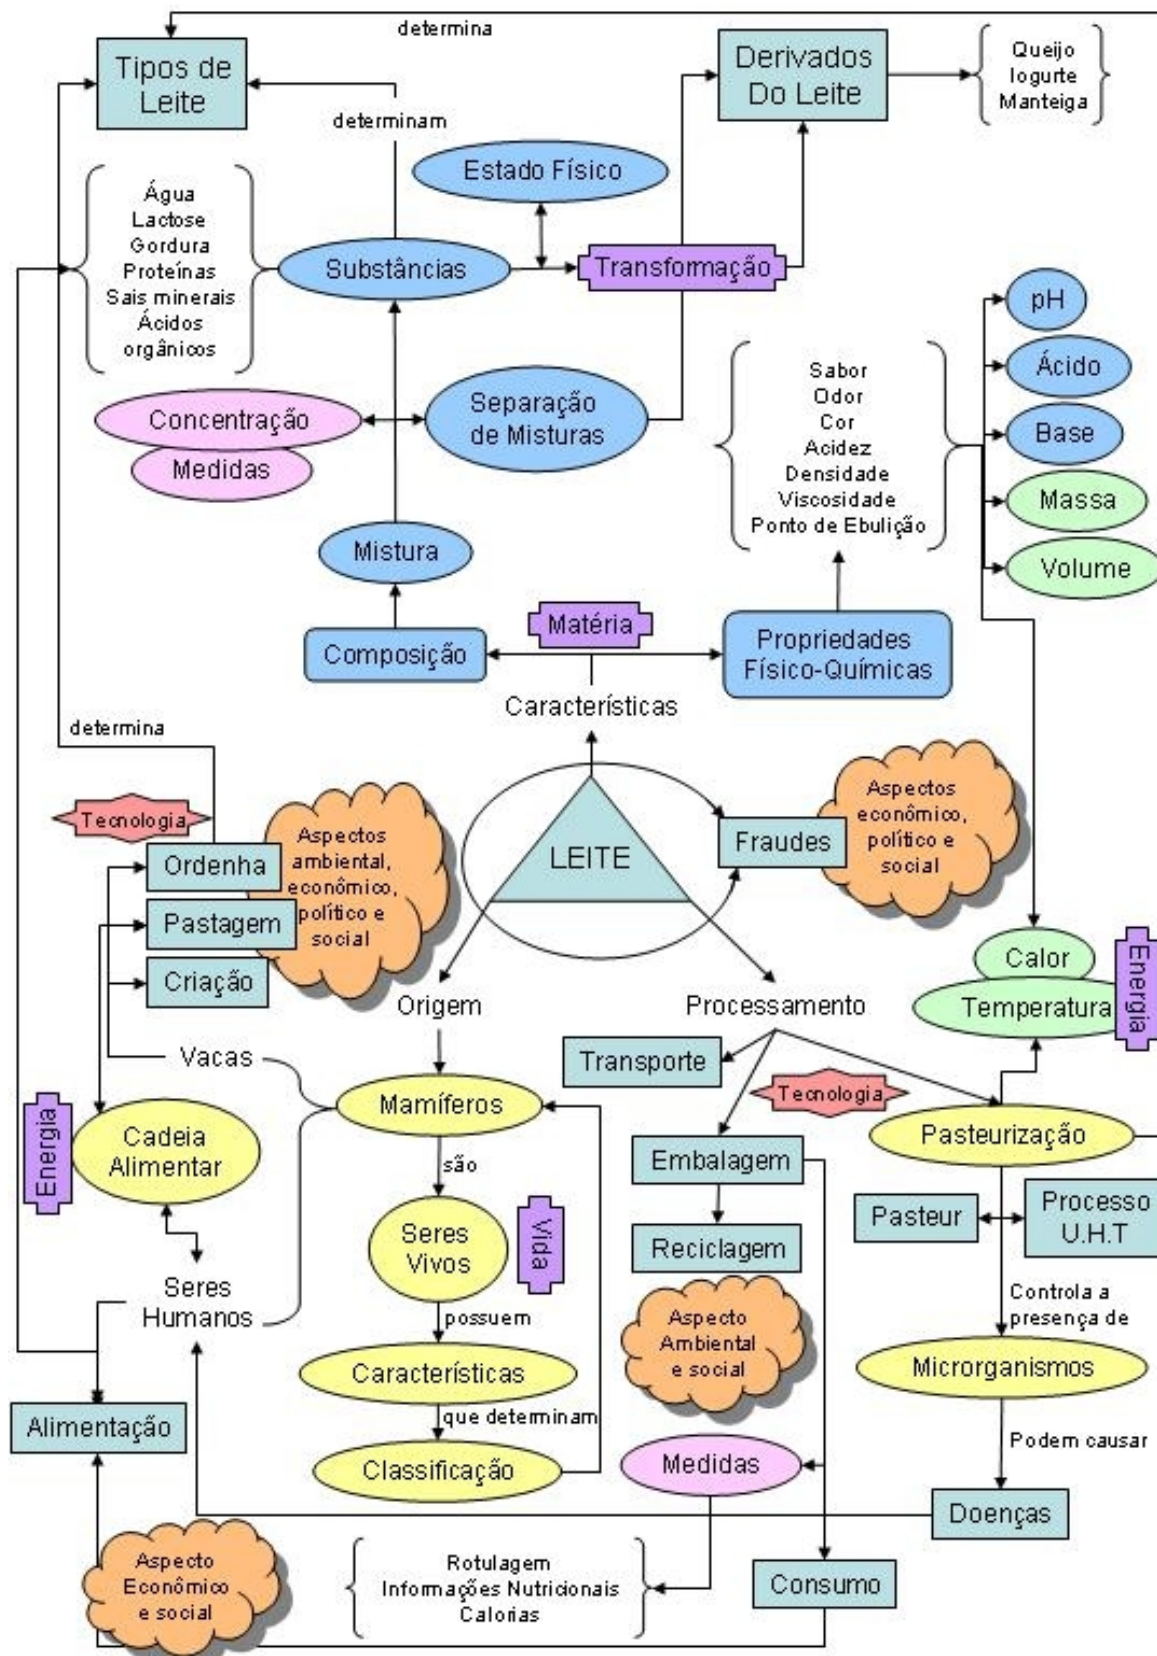 determina
Tipos de
Leite
Derivados
Do Leite
Queijo
Iogurte
Manteiga
determinam
Estado Físico
Água
Lactose
Gordura
Proteínas
Sais minerais
Ácidos
orgânicos
Substâncias
Transformação
pH
Ácido
Base
Massa
Volume
Sabor
Odor
Cor
Acidez
Densidade
Viscosidade
Ponto de Ebulição
Concentração
Medidas
Separação
de Misturas
Mistura
Matéria
Composição
Propriedades
Físico-Químicas
Características
determina
Tecnologia
Ordenha
Pastagem
Criação
Aspectos
ambiental,
econômico,
político e
social
LEITE
Fraudes
Aspectos
econômico,
político e
social
Calor
Temperatura
Energia
Origem
Processamento
Vacas
Transporte
Tecnologia
Mamíferos
Pasteurização
Energia
Cadeia
Alimentar
são
Embalagem
Pasteur
Processo
U.H.T
Seres
Vivos
Vida
Reciclagem
Seres
Humanos
possuem
Aspecto
Ambiental
e social
Controla a
presença de
Características
Microrganismos
Alimentação
que determinam
Podem causar
Classificação
Medidas
Doenças
Aspecto
Econômico
e social
Rotulagem
Informações Nutricionais
Calorias
Consumo